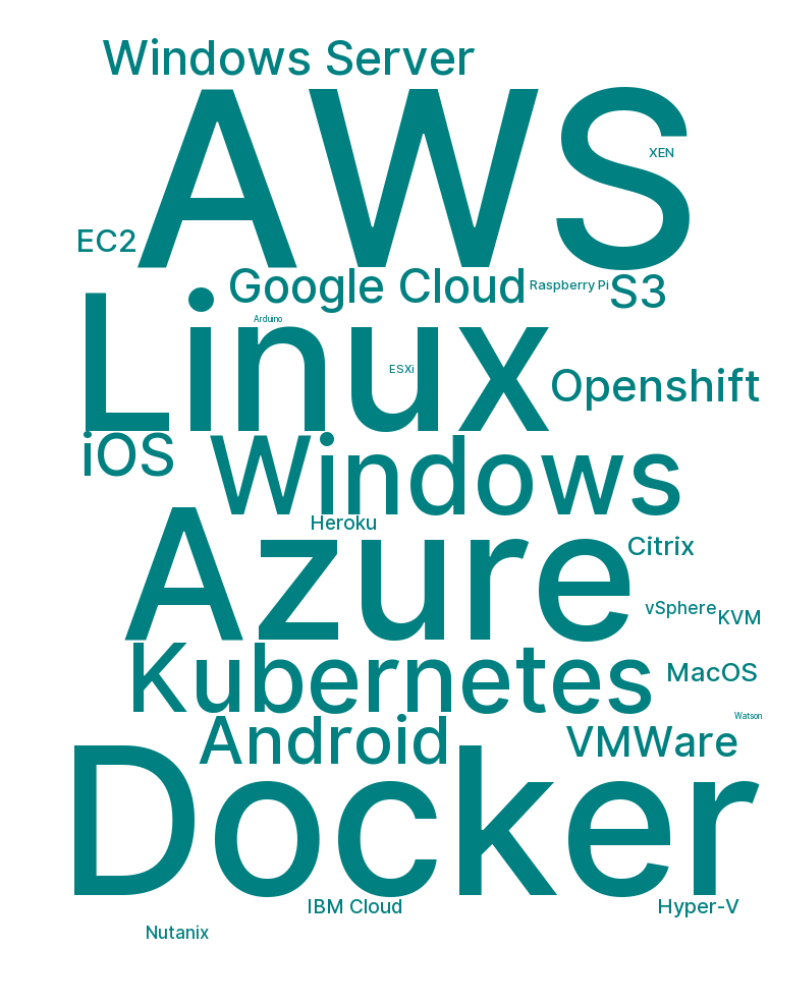 Windows Server
AWS
XEN
EC2
Google Cloud
Raspberry Pi
S3
Linux
Arduino
ESXi
Openshift
iOS
Windows
Heroku
Azure
Citrix
vSphere
KVM
Kubernetes
MacOS
Watson
Android
VMWare
Docker
IBM Cloud
Hyper-V
Nutanix